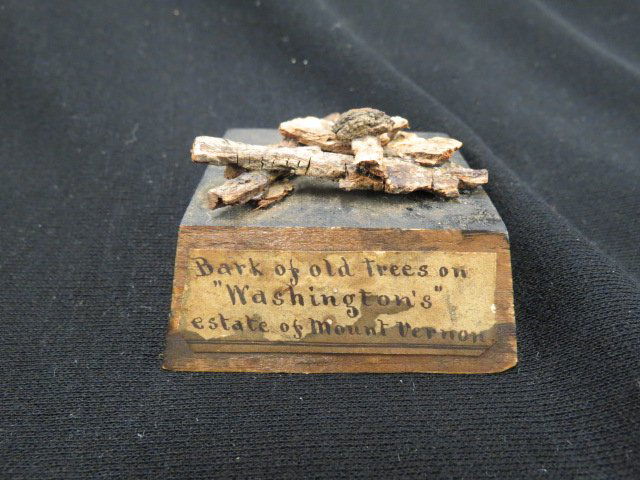 Bark of old Trees on
"Washington's"
estate of Mount Vernon